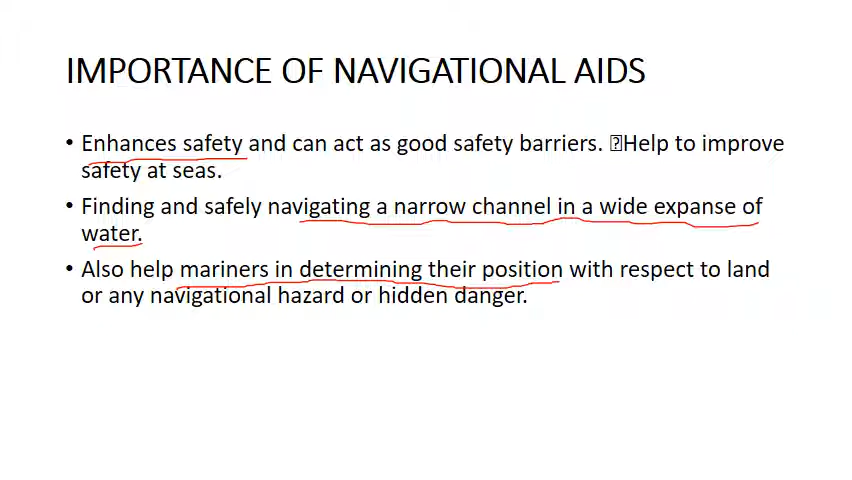 IMPORTANCE OF NAVIGATIONAL AIDS
• Enhances safety and can act as good safety barriers. Help to improve
safety at seas.
• Finding and safely navigating a narrow channel in a wide expanse of
water.
• Also help mariners in determining their position with respect to land
or any navigational hazard or hidden danger.